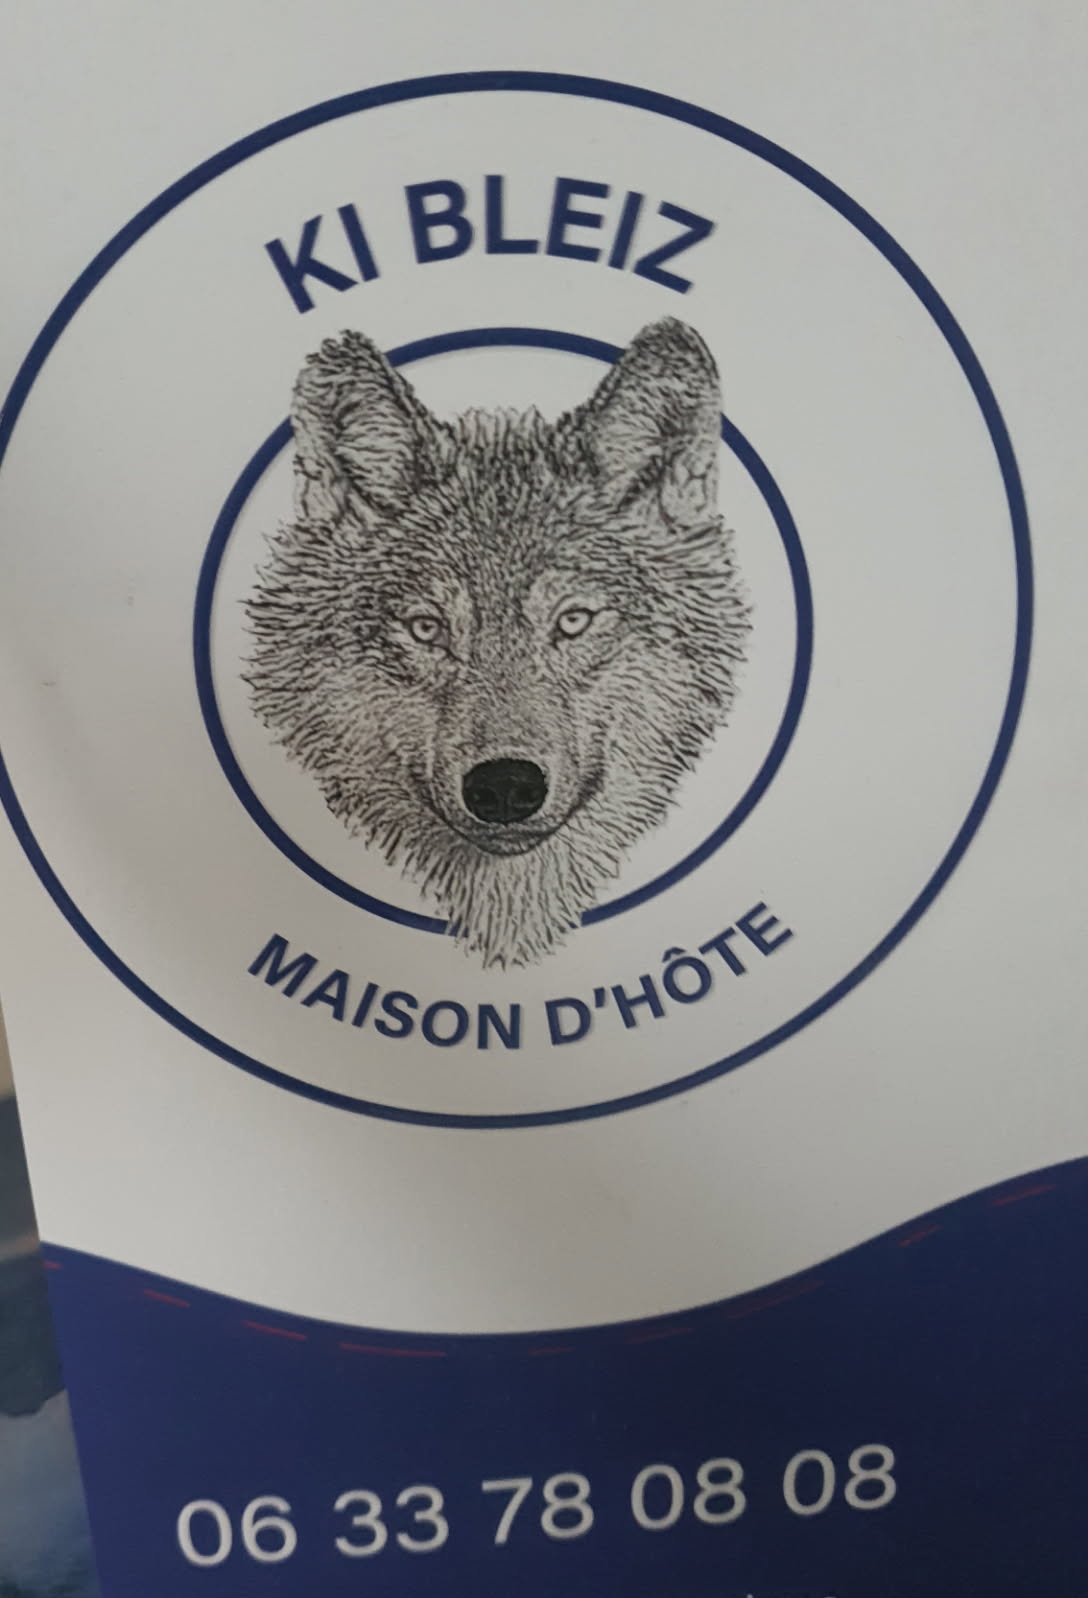 KI BLEIZ
MAISON D'HÔTE
06 33 78 08 08